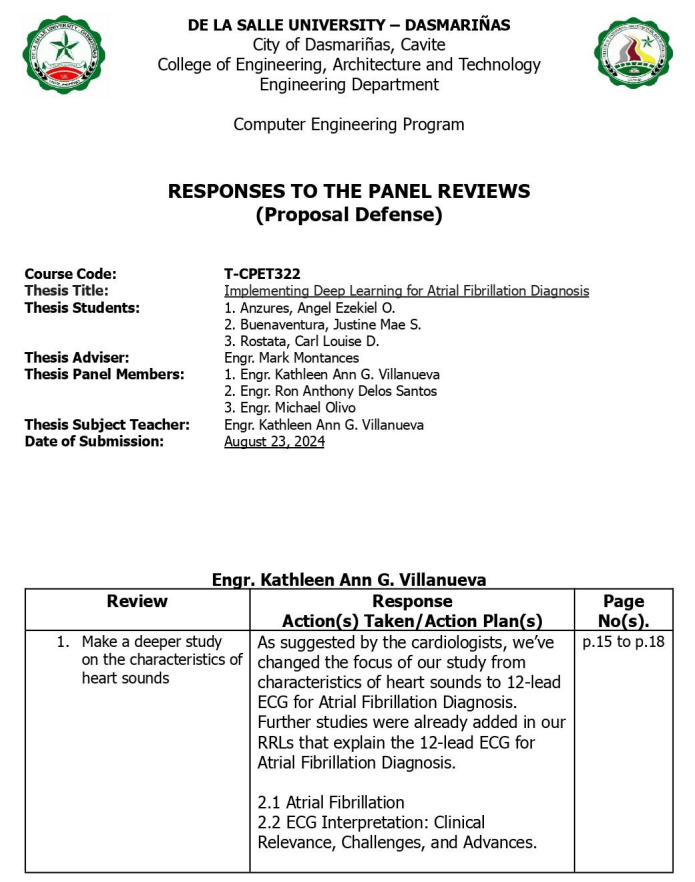 DE LA SALLE UNIVERSITY – DASMARIÑAS
City of Dasmariñas, Cavite
College of Engineering, Architecture and Technology
Engineering Department
Computer Engineering Program
RESPONSES TO THE PANEL REVIEWS
(Proposal Defense)
Course Code: T-CPET322
Thesis Title: Implementing Deep Learning for Atrial Fibrillation Diagnosis
Thesis Students: 1. Anzures, Angel Ezekiel O.
2. Buenaventura, Justine Mae S.
3. Rostata, Carl Louise D.
Thesis Adviser: Engr. Mark Montances
Thesis Panel Members: 1. Engr. Kathleen Ann G. Villanueva
2. Engr. Ron Anthony Delos Santos
3. Engr. Michael Olivo
Thesis Subject Teacher: Engr. Kathleen Ann G. Villanueva
Date of Submission: August 23, 2024
Engr. Kathleen Ann G. Villanueva
Review
Response
Action(s) Taken/Action Plan(s)
Page
No(s).
1. Make a deeper study
on the characteristics of
heart sounds
As suggested by the cardiologists, we’ve
changed the focus of our study from
characteristics of heart sounds to 12-lead
ECG for Atrial Fibrillation Diagnosis.
Further studies were already added in our
RRLs that explain the 12-lead ECG for
Atrial Fibrillation Diagnosis.
2.1 Atrial Fibrillation
2.2 ECG Interpretation: Clinical
Relevance, Challenges, and Advances.
p.15 to p.18